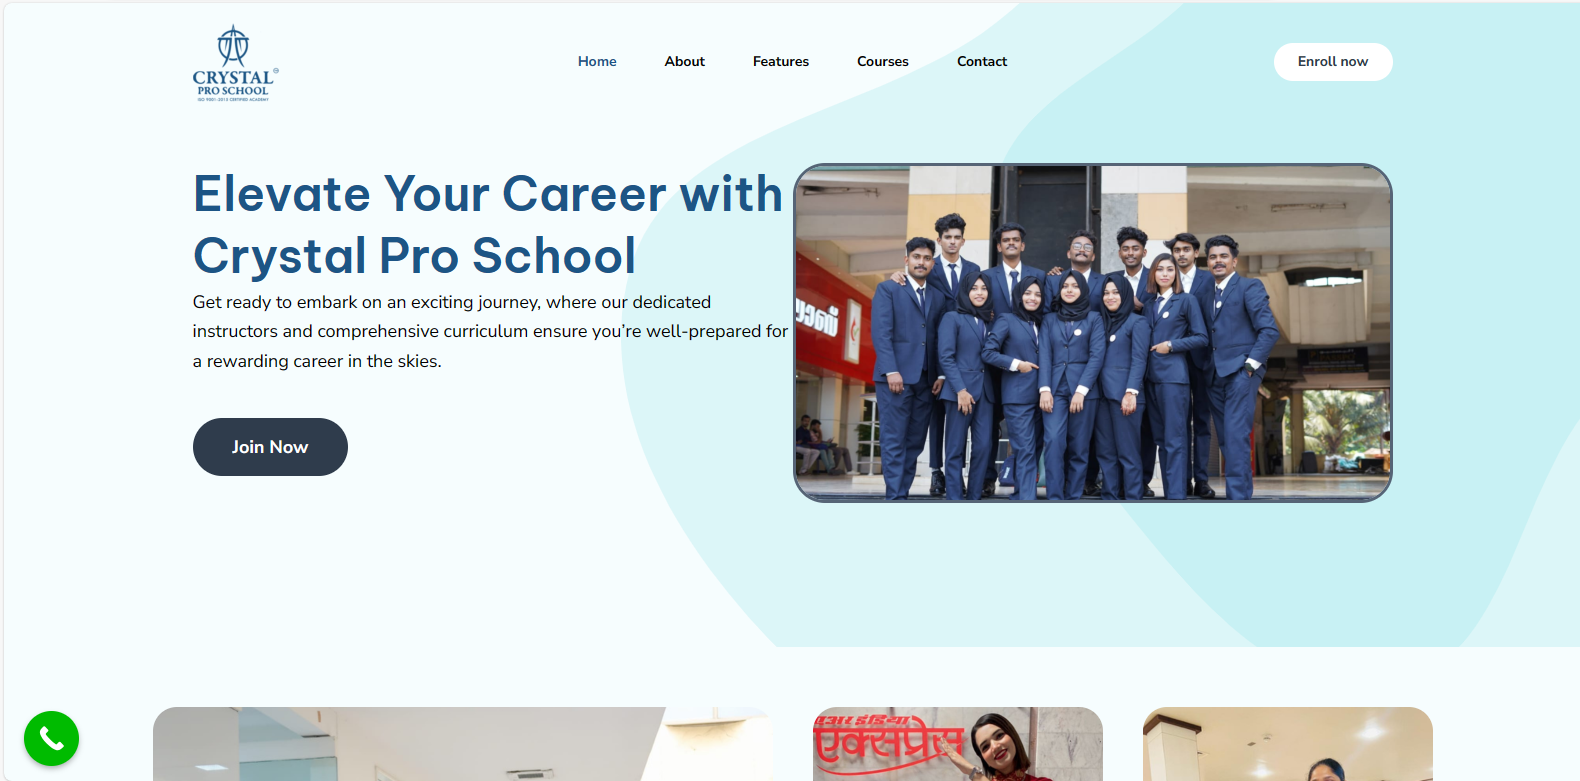 CRYSTAL
PRO SCHOOL
ISO 9001:2015 CERTIFIED ACADEMY
Home
About
Features
Courses
Contact
Enroll now
Elevate Your Career with
Crystal Pro School
Get ready to embark on an exciting journey, where our dedicated
instructors and comprehensive curriculum ensure you’re well-prepared for
a rewarding career in the skies.
Join Now
एअर इंडिया
एक्सप्रेस